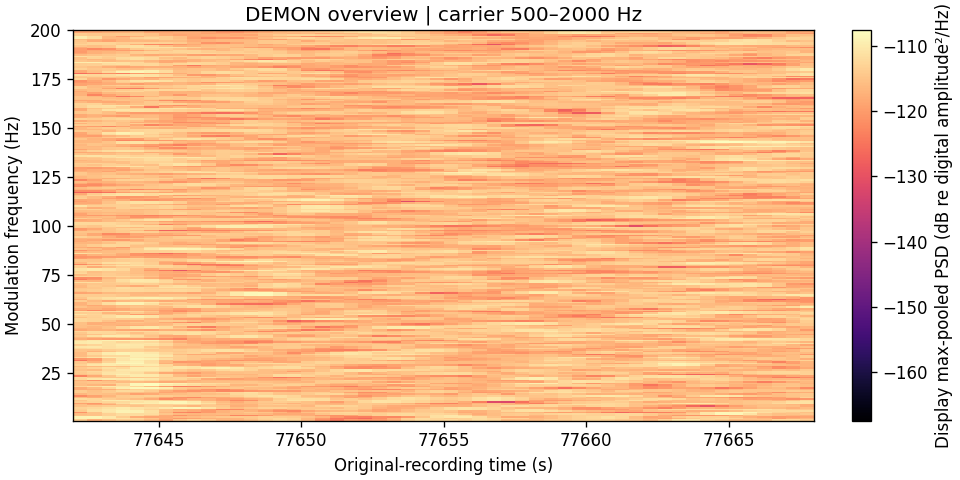 DEMON overview | carrier 500–2000 Hz
200
175
150
125
100
75
50
25
Modulation frequency (Hz)
77645 77650 77655 77660 77665
Original-recording time (s)
−110
−120
−130
−140
−150
−160
Display max-pooled PSD (dB re digital amplitude²/Hz)